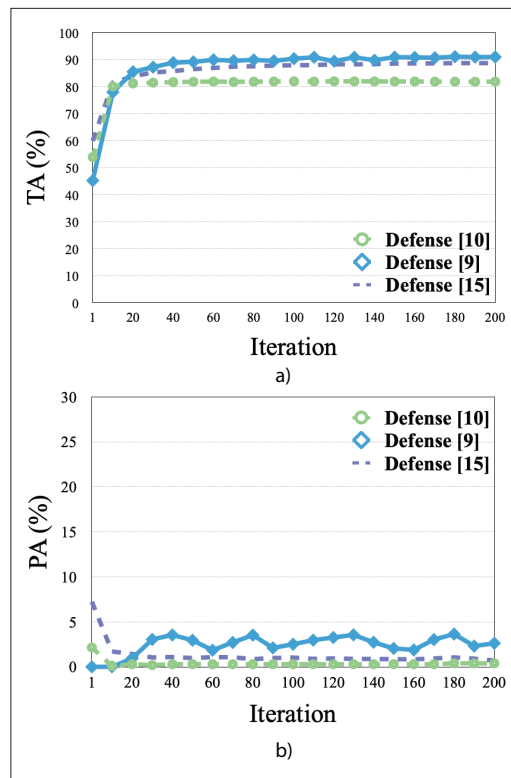 100
90
80
70
60
50
40
30
20
10
0
TA (%)
Defense [10]
Defense [9]
Defense [15]
1 20 40 60 80 100 120 140 160 180 200
Iteration
a)
30
25
20
15
10
5
0
PA (%)
Defense [10]
Defense [9]
Defense [15]
1 20 40 60 80 100 120 140 160 180 200
Iteration
b)